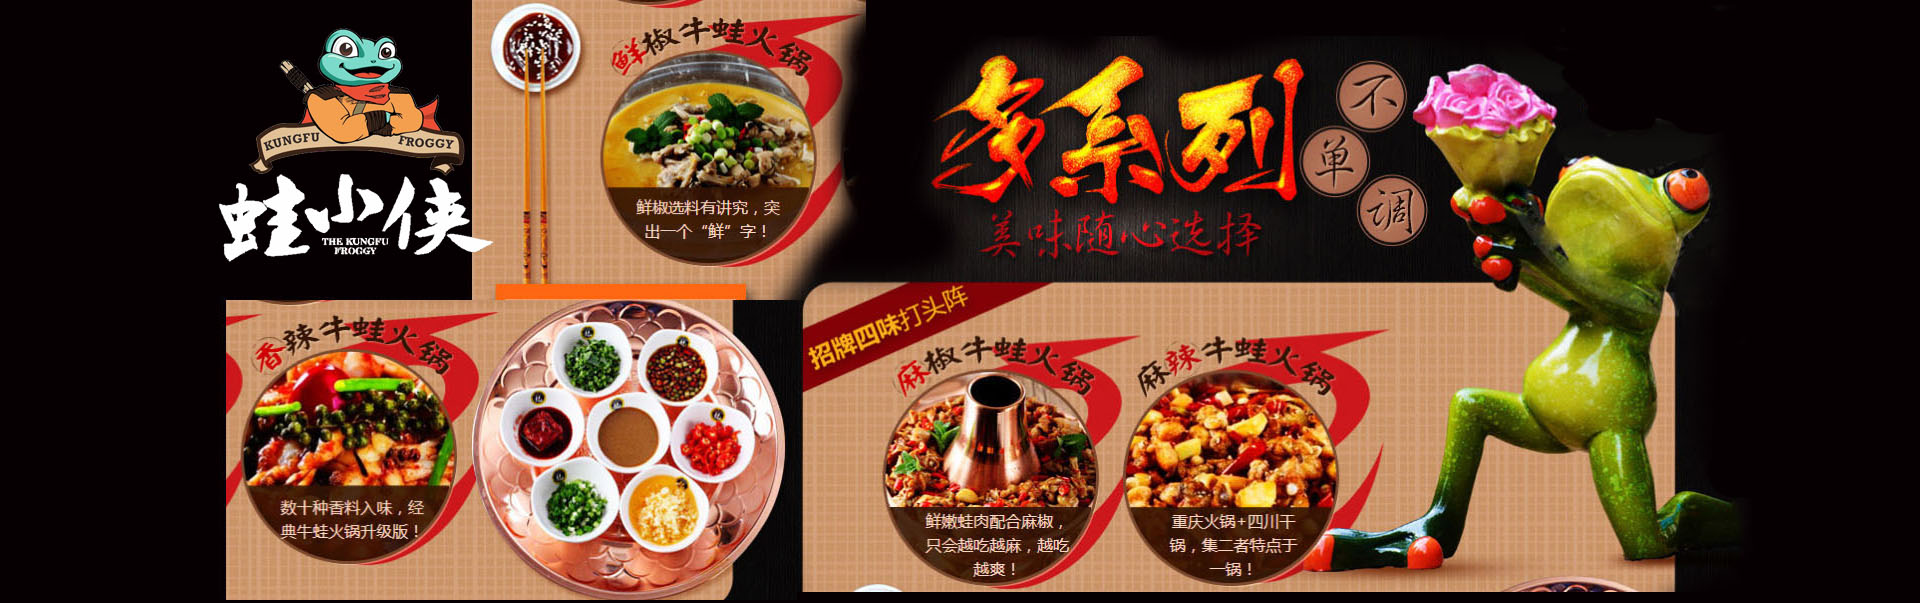 KUNGFU FROGGY
蛙小侠
THE KUNGFU
FROGGY
鲜椒牛蛙火锅
鲜椒选料有讲究，突
出一个“鲜”字！
多系列
不单调
美味随心选择
香辣牛蛙火锅
数十种香料入味，经
典牛蛙火锅升级版！
招牌四味打头阵
麻椒牛蛙火锅
鲜嫩蛙肉配合麻椒，
只会越吃越麻，越吃
越爽！
麻辣牛蛙火锅
重庆火锅+四川干
锅，集二者特点于
一锅！